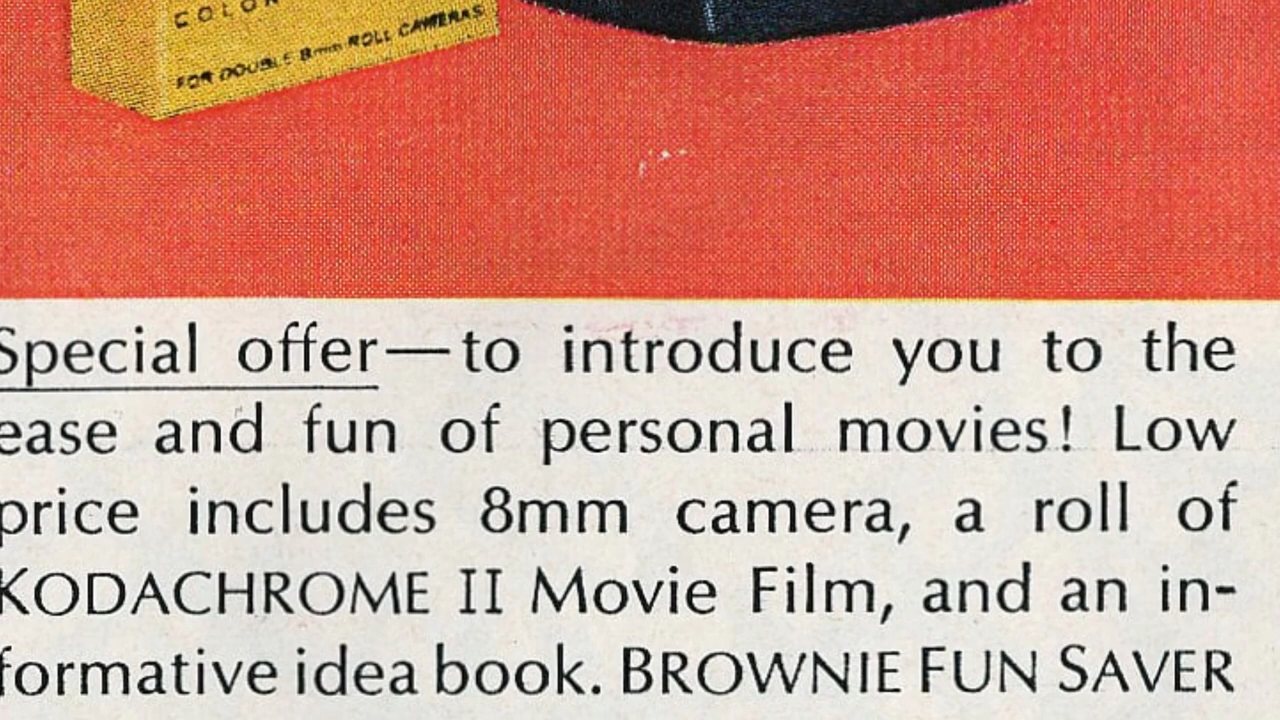 COLOR
FOR DOUBLE 8mm ROLL CAMERAS
Special offer—to introduce you to the
ease and fun of personal movies! Low
price includes 8mm camera, a roll of
KODACHROME II Movie Film, and an in-
formative idea book. BROWNIE FUN SAVER